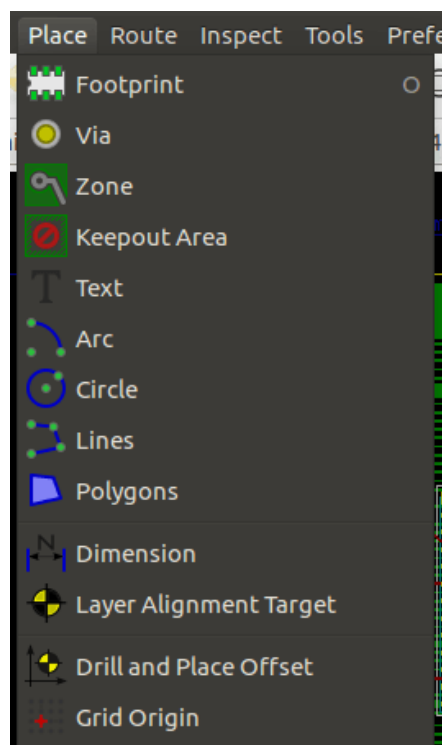 Place Route Inspect Tools
Footprint O
Via
Zone
Keepout Area
Text
Arc
Circle
Lines
Polygons
N
Dimension
Layer Alignment Target
Drill and Place Offset
Grid Origin